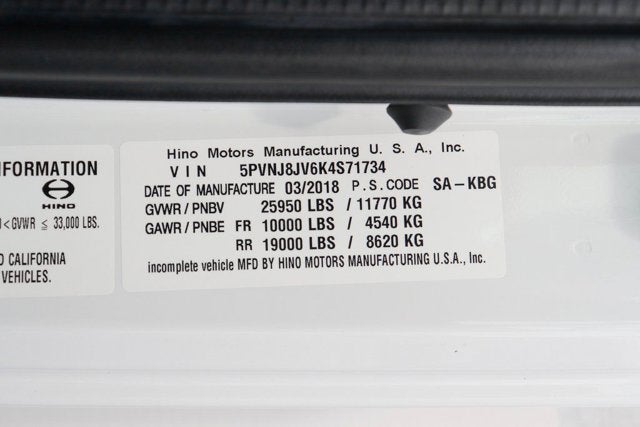 NFORMATION
HINO
<GVWR ≤ 33,000 LBS.
CALIFORNIA
VEHICLES.
Hino Motors Manufacturing U. S. A., Inc.
VIN 5PVNJ8JV6K4S71734
DATE OF MANUFACTURE 03/2018 P.S.CODE SA-KBG
GVWR / PNBV 25950 LBS / 11770 KG
GAWR / PNBE FR 10000 LBS / 4540 KG
RR 19000 LBS / 8620 KG
incomplete vehicle MFD BY HINO MOTORS MANUFACTURING U.S.A., Inc.